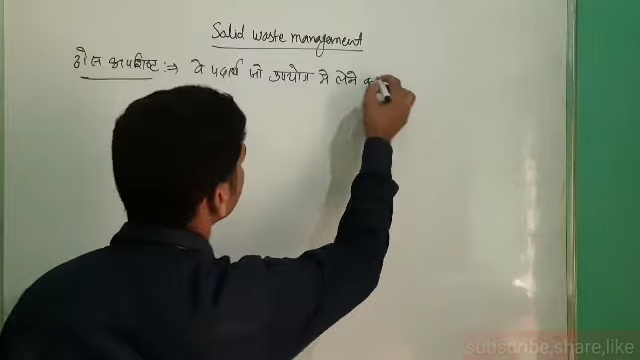 Solid waste management
ठोस अपशिष्ट :⇒ वे पदार्थ जो उपयोग मे लेने
subscribe,share,like